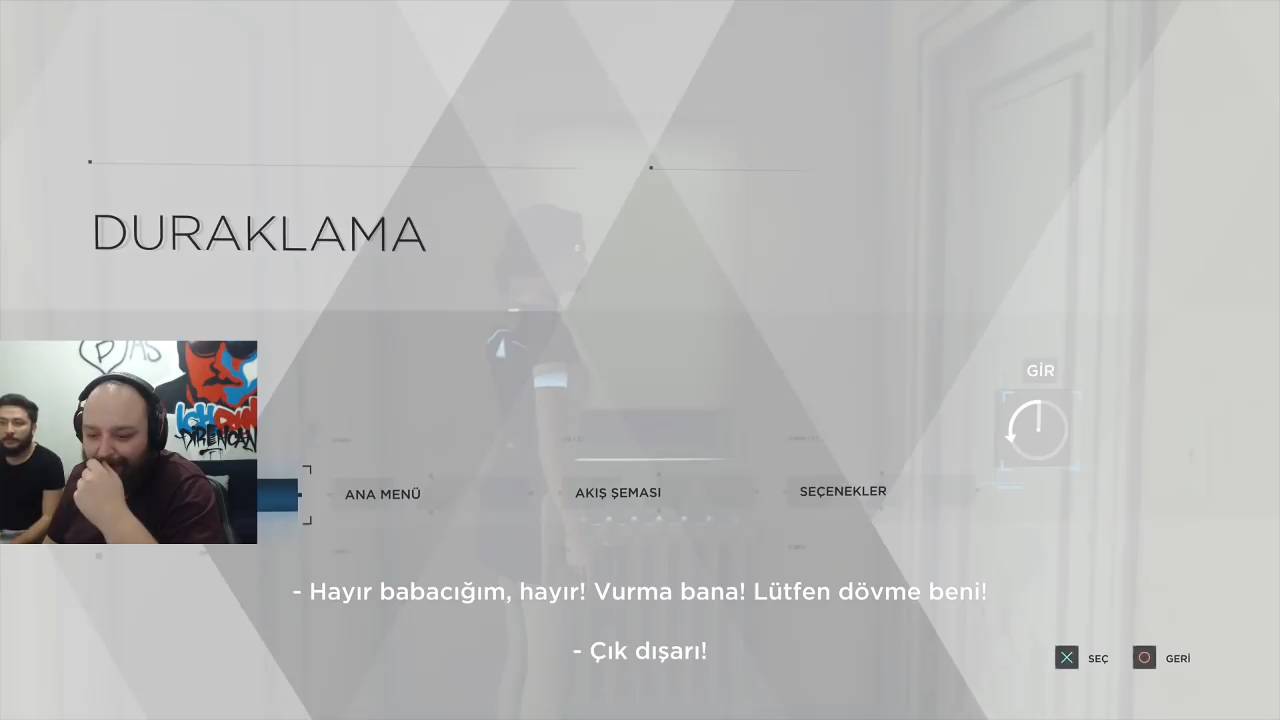 DURAKLAMA
GİR
ANA MENÜ
AKIŞ ŞEMASI
SEÇENEKLER
- Hayır babacığım, hayır! Vurma bana! Lütfen dövme beni!
- Çık dışarı!
SEÇ
GERİ